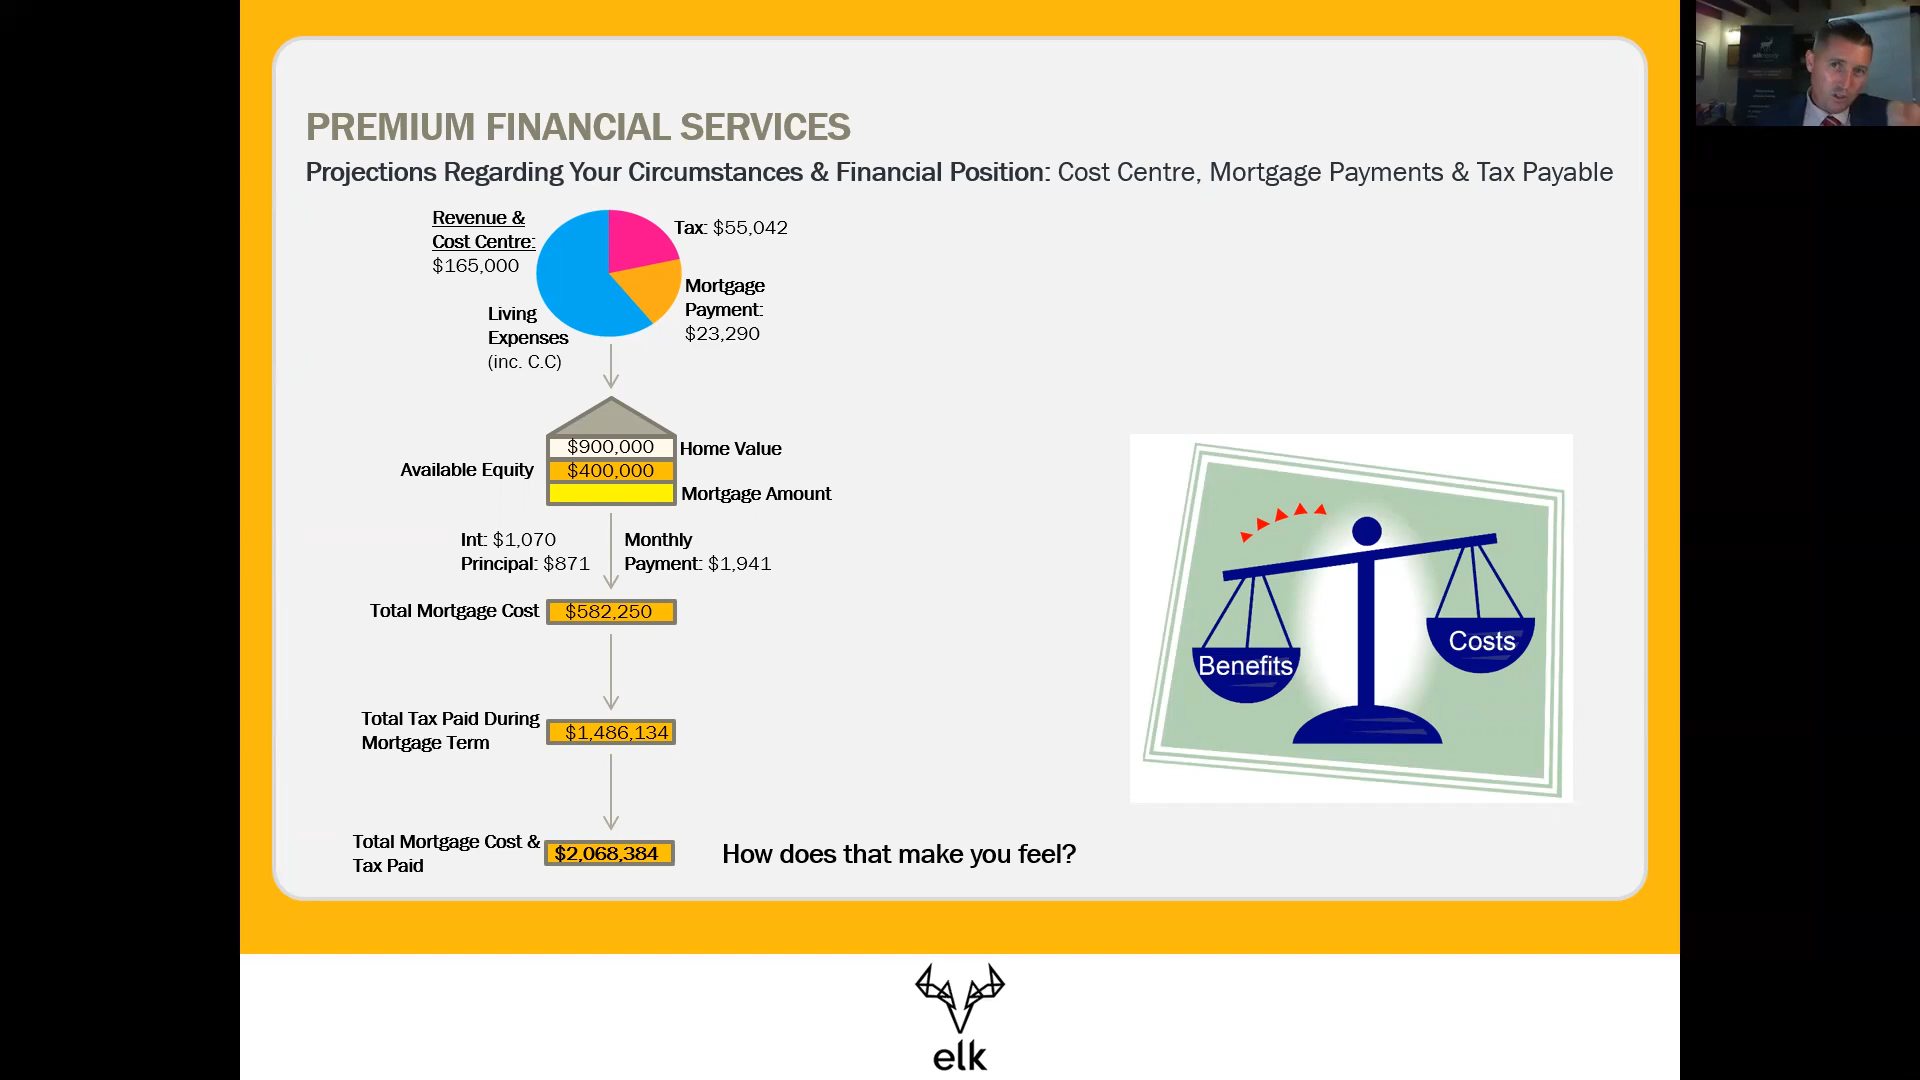 PREMIUM FINANCIAL SERVICES
Projections Regarding Your Circumstances & Financial Position: Cost Centre, Mortgage Payments & Tax Payable
Revenue &
Cost Centre:
$165,000
Tax: $55,042
Mortgage
Payment:
$23,290
Living
Expenses
(inc. C.C)
$900,000
Home Value
Available Equity
$400,000
Mortgage Amount
Int: $1,070
Principal: $871
Monthly
Payment: $1,941
Total Mortgage Cost
$582,250
Total Tax Paid During
Mortgage Term
$1,486,134
Total Mortgage Cost &
Tax Paid
$2,068,384
How does that make you feel?
Benefits
Costs
elk